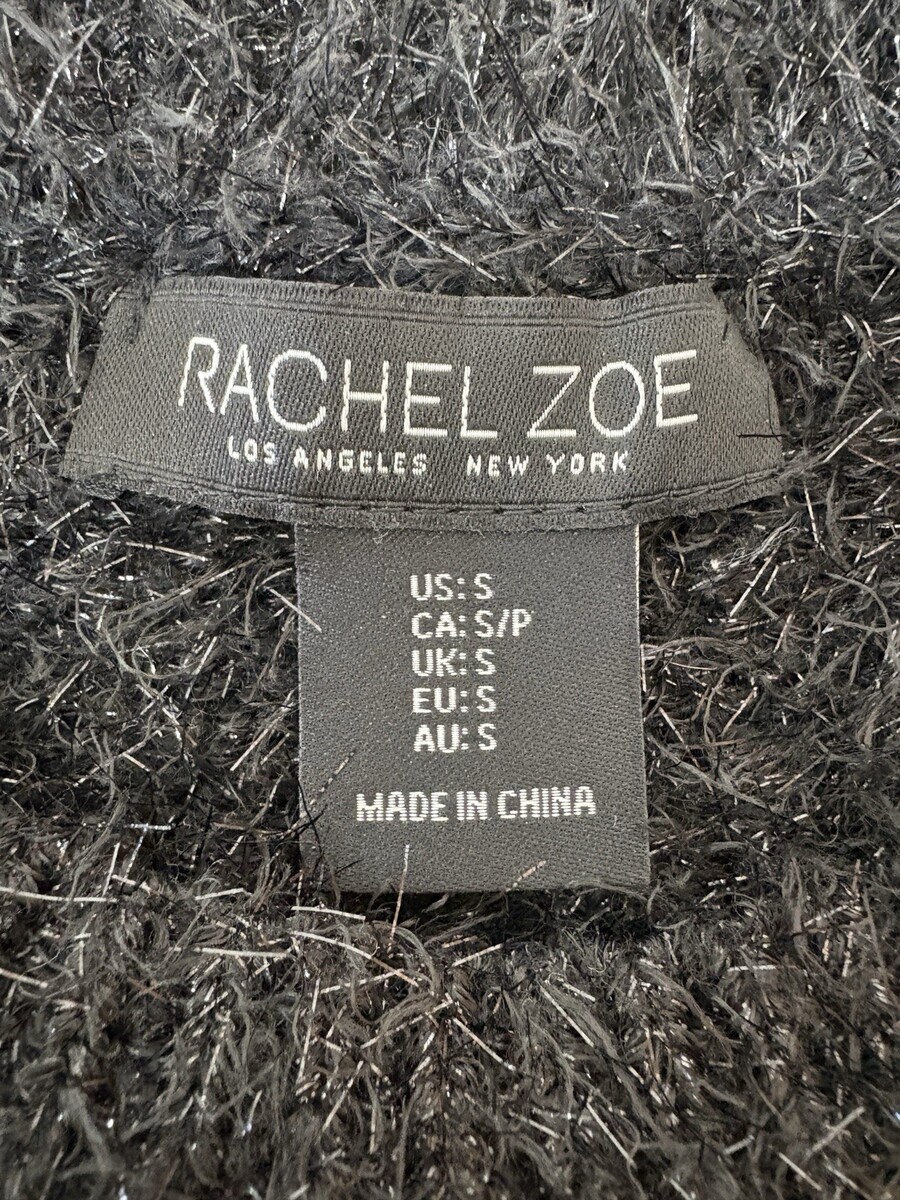 RACHEL ZOE
LOS ANGELES NEW YORK
US: S
CA: S/P
UK: S
EU: S
AU: S
MADE IN CHINA